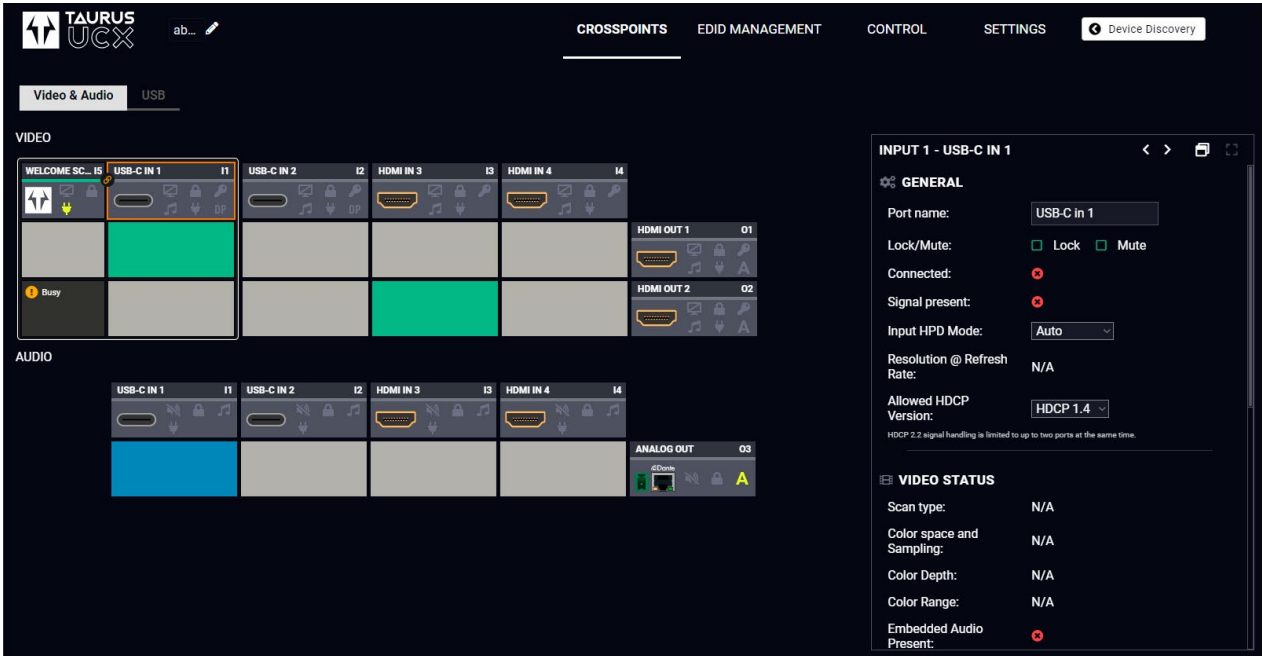 TAURUS
UCX
ab...
CROSSPOINTS
EDID MANAGEMENT
CONTROL
SETTINGS
Device Discovery
Video & Audio
USB
VIDEO
WELCOME SC... I5
USB-C IN 1 I1
USB-C IN 2 I2
HDMI IN 3 I3
HDMI IN 4 I4
DP
DP
HDMI OUT 1 O1
A
Busy
HDMI OUT 2 O2
A
AUDIO
USB-C IN 1 I1
USB-C IN 2 I2
HDMI IN 3 I3
HDMI IN 4 I4
ANALOG OUT O3
Dante
A
INPUT 1 - USB-C IN 1
GENERAL
Port name: USB-C in 1
Lock/Mute: Lock Mute
Connected:
Signal present:
Input HPD Mode: Auto
Resolution @ Refresh
Rate: N/A
Allowed HDCP
Version: HDCP 1.4
HDCP 2.2 signal handling is limited to up to two ports at the same time.
VIDEO STATUS
Scan type: N/A
Color space and
Sampling: N/A
Color Depth: N/A
Color Range: N/A
Embedded Audio
Present: